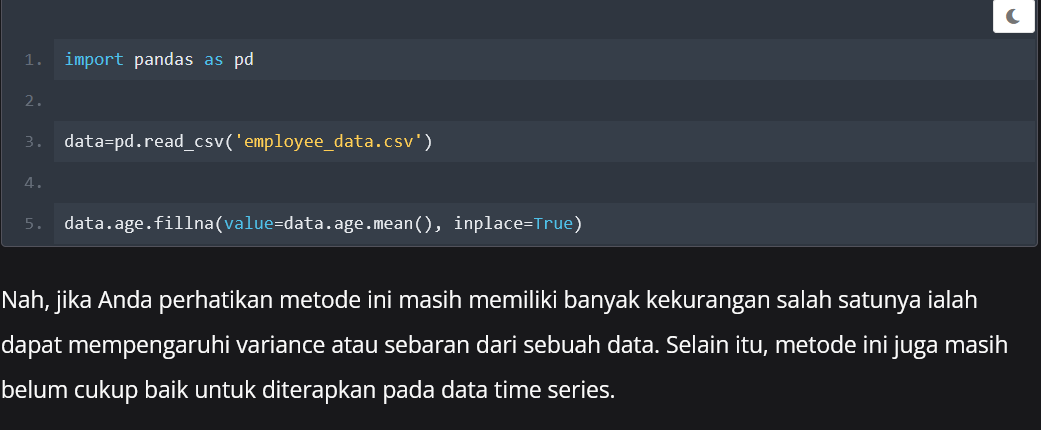 1. import pandas as pd
2.
3. data=pd.read_csv('employee_data.csv')
4.
5. data.age.fillna(value=data.age.mean(), inplace=True)
Nah, jika Anda perhatikan metode ini masih memiliki banyak kekurangan salah satunya ialah
dapat mempengaruhi variance atau sebaran dari sebuah data. Selain itu, metode ini juga masih
belum cukup baik untuk diterapkan pada data time series.